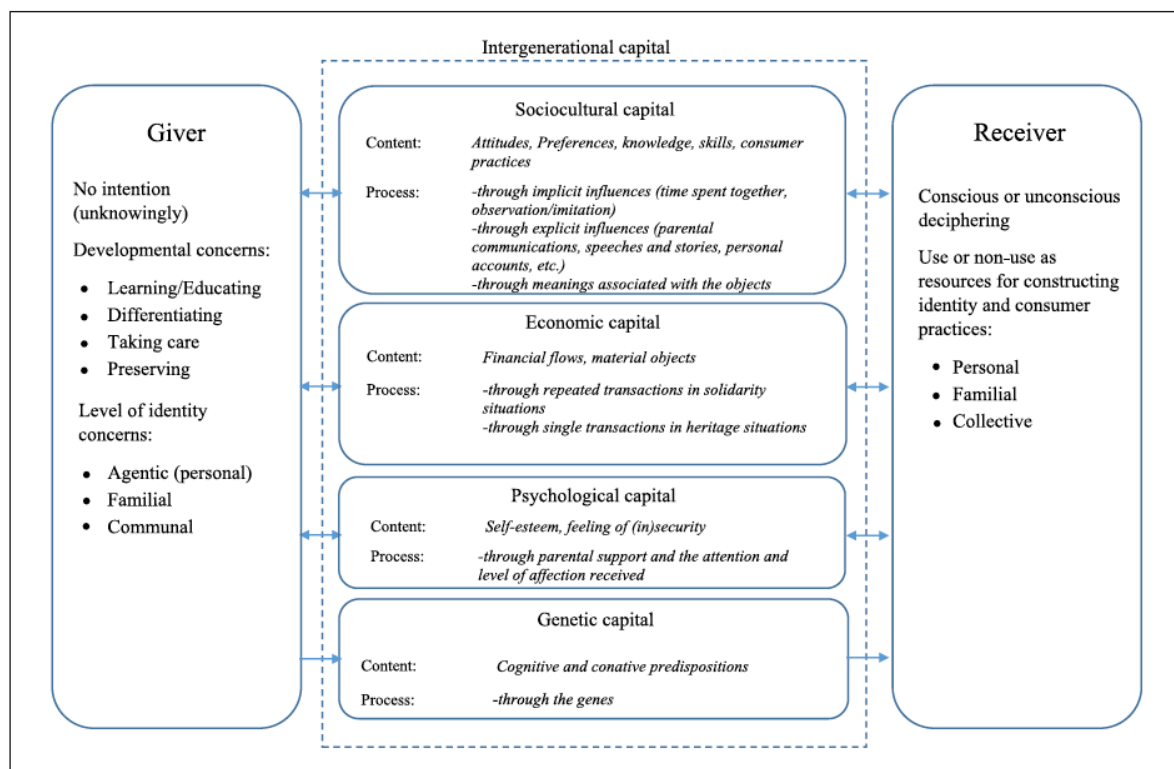 Intergenerational capital
Giver
No intention
(unknowingly)
Developmental concerns:
• Learning/Educating
• Differentiating
• Taking care
• Preserving
Level of identity
concerns:
• Agentic (personal)
• Familial
• Communal
Sociocultural capital
Content: Attitudes, Preferences, knowledge, skills, consumer
practices
Process: -through implicit influences (time spent together,
observation/imitation)
-through explicit influences (parental
communications, speeches and stories, personal
accounts, etc.)
-through meanings associated with the objects
Economic capital
Content: Financial flows, material objects
Process: -through repeated transactions in solidarity
situations
-through single transactions in heritage situations
Psychological capital
Content: Self-esteem, feeling of (in)security
Process: -through parental support and the attention and
level of affection received
Genetic capital
Content: Cognitive and conative predispositions
Process: -through the genes
Receiver
Conscious or unconscious
deciphering
Use or non-use as
resources for constructing
identity and consumer
practices:
• Personal
• Familial
• Collective